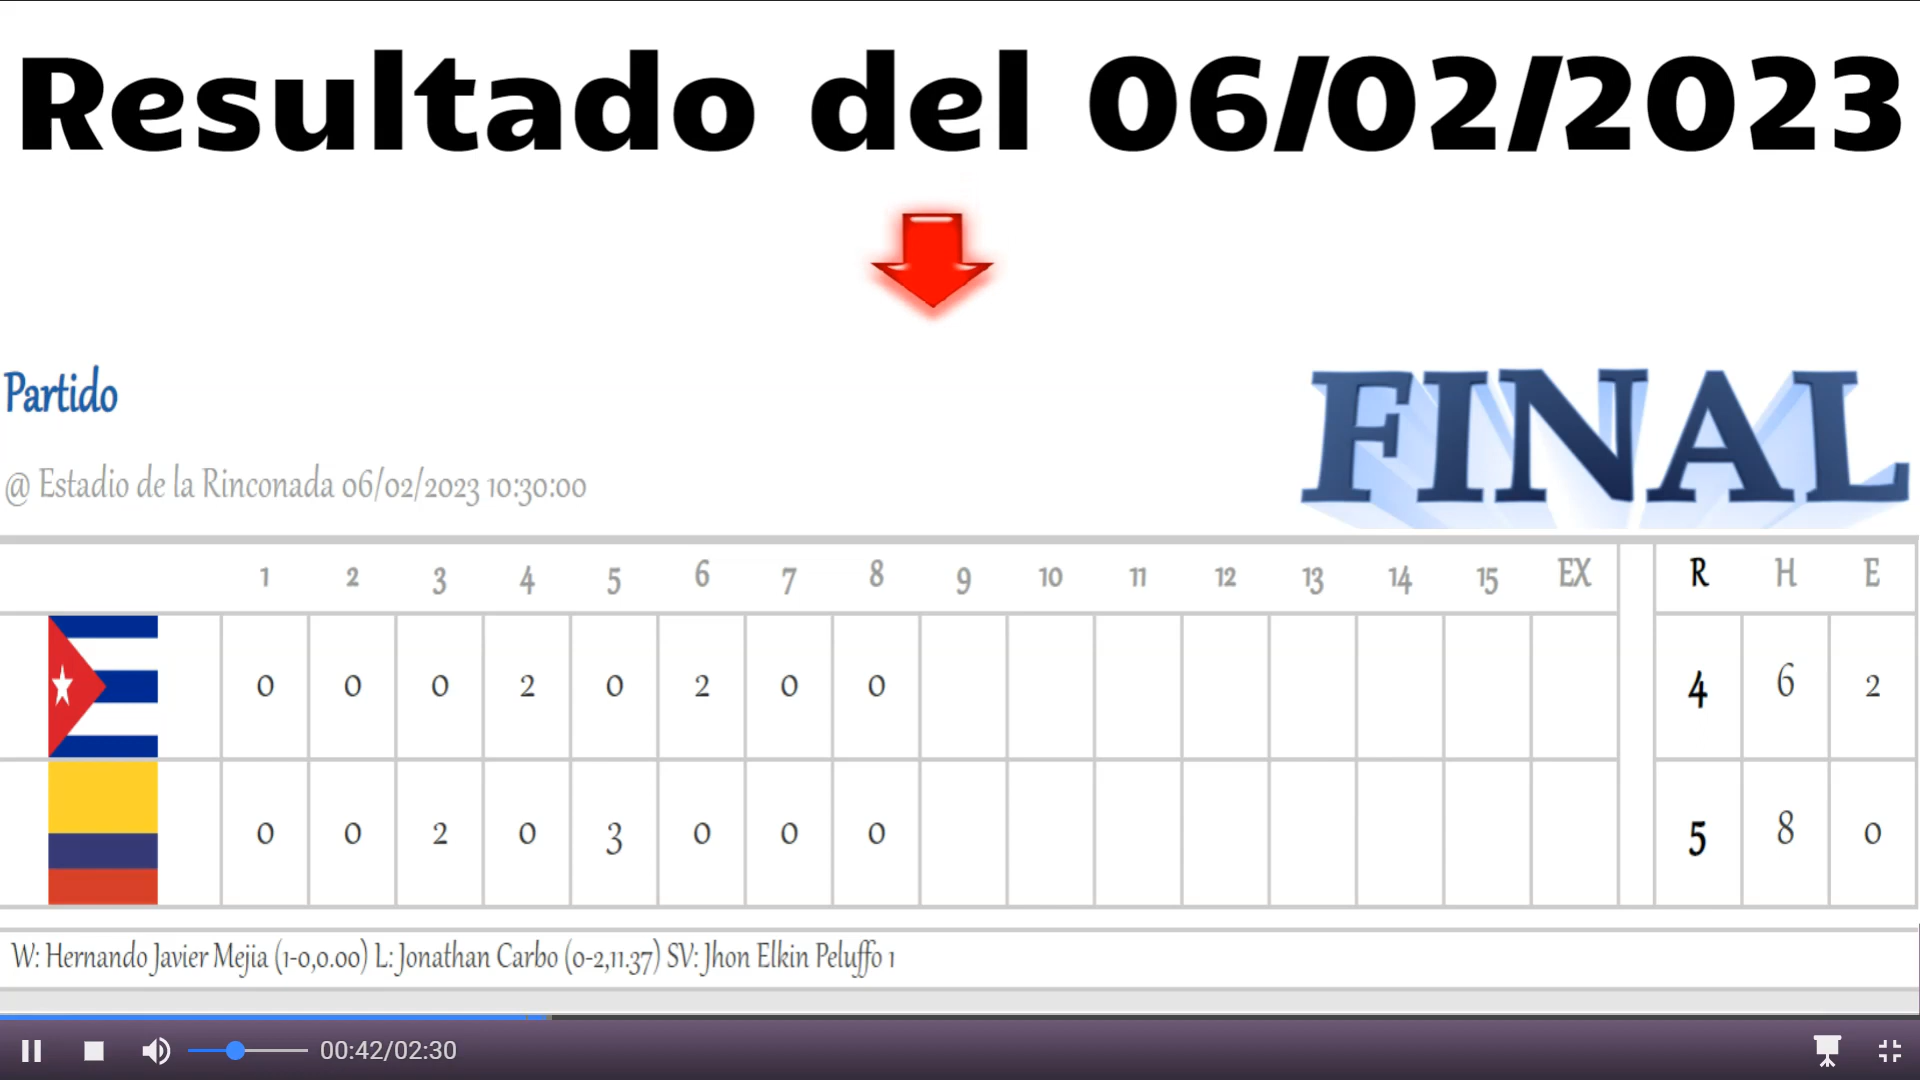 Resultado del 06/02/2023
Partido
FINAL
@ Estadio de la Rinconada 06/02/2023 10:30:00
1 2 3 4 5 6 7 8 9 10 11 12 13 14 15 EX R H E
0 0 0 2 0 2 0 0 4 6 2
0 0 2 0 3 0 0 0 5 8 0
W: Hernando Javier Mejia (1-0,0.00) L: Jonathan Carbo (0-2,11.37) SV: Jhon Elkin Peluffo 1
00:42/02:30